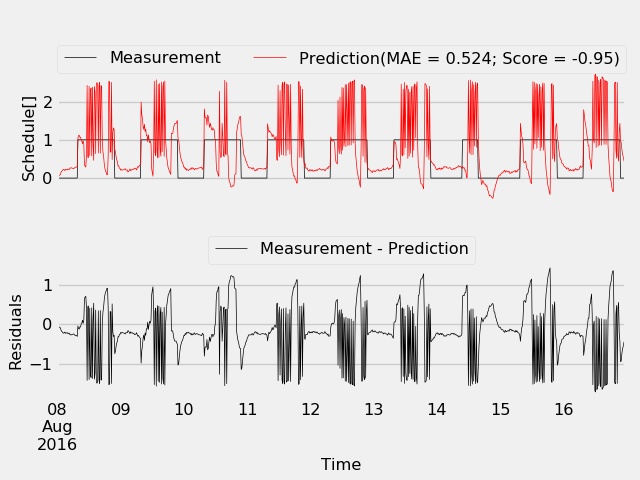 Measurement
Prediction(MAE = 0.524; Score = -0.95)
Schedule[]
2
1
0
Measurement - Prediction
Residuals
1
0
−1
08 09 10 11 12 13 14 15 16
Aug
2016
Time